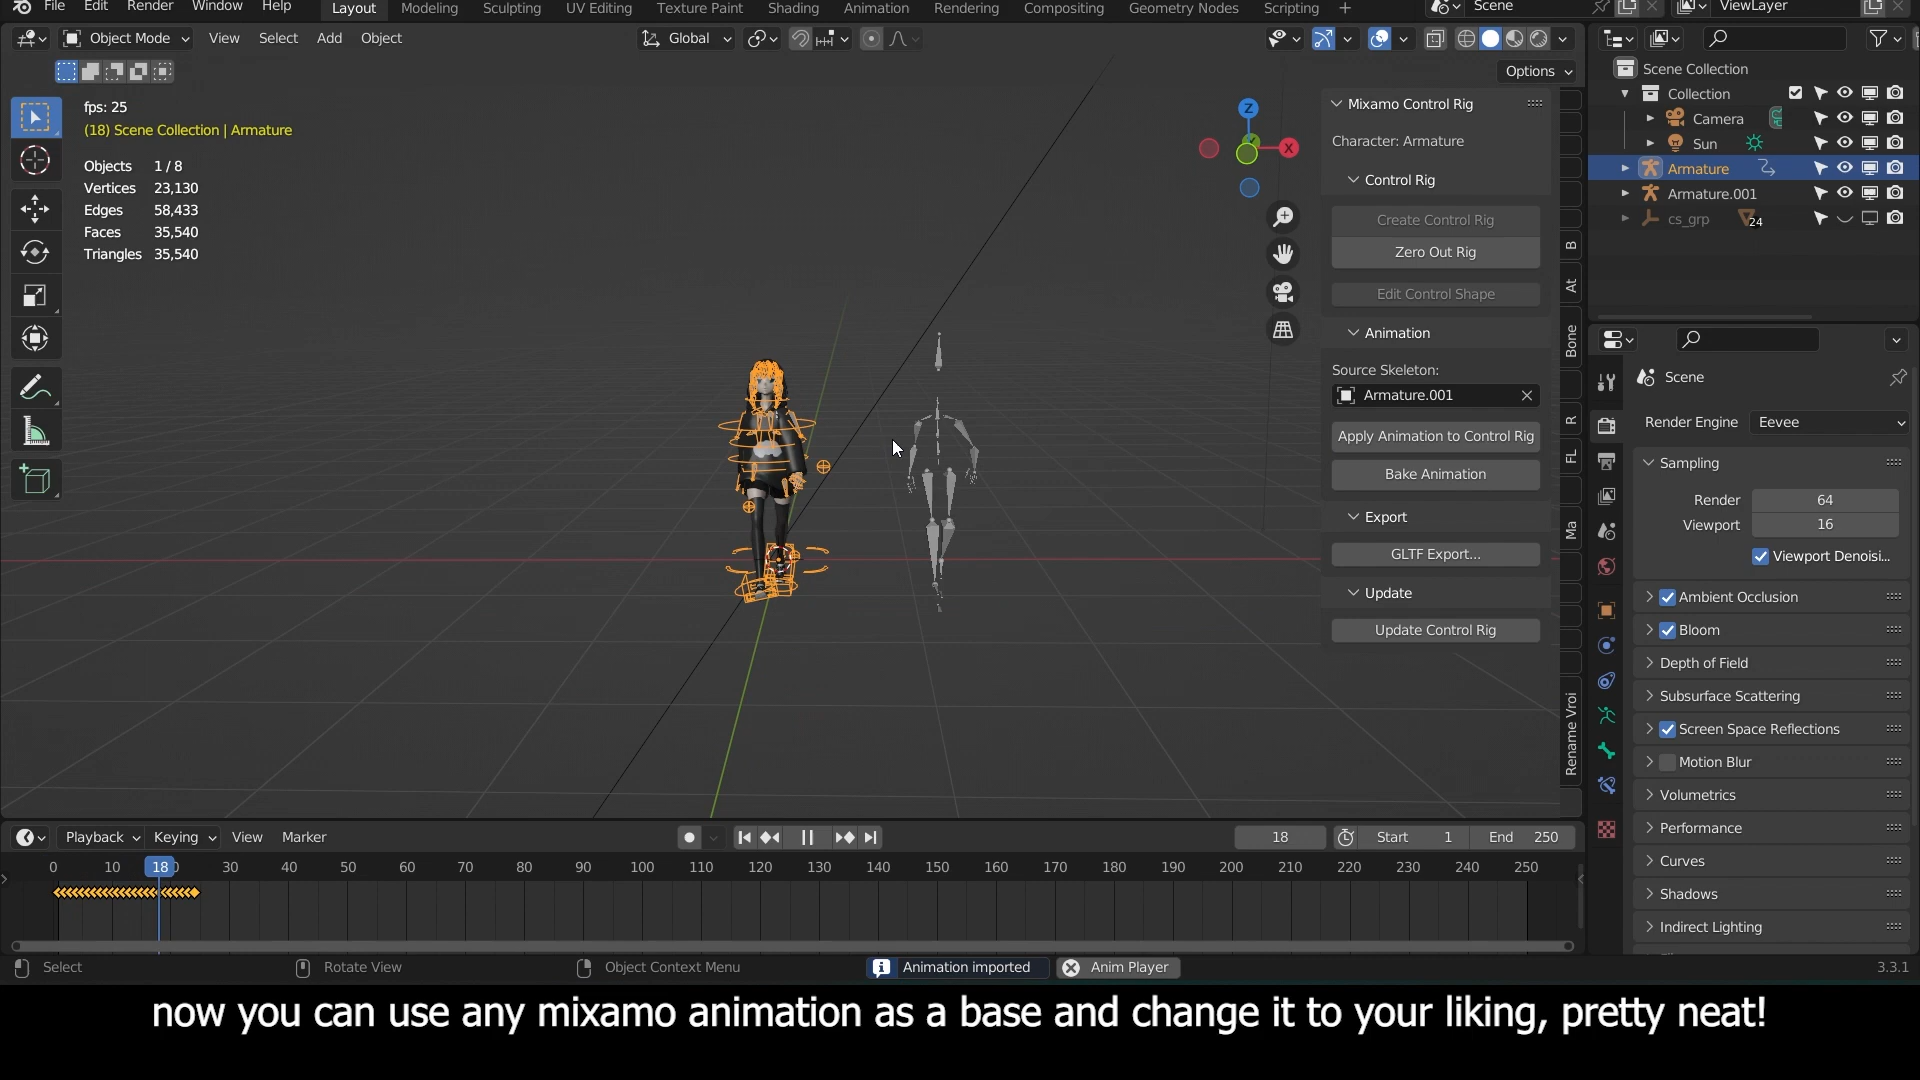 File Edit Render Window Help Layout Modeling Sculpting UV Editing Texture Paint Shading Animation Rendering Compositing Geometry Nodes Scripting + Scene ViewLayer
Object Mode View Select Add Object Global
Options
fps: 25
(18) Scene Collection | Armature
Objects 1 / 8
Vertices 23,130
Edges 58,433
Faces 35,540
Triangles 35,540
Z
X
Mixamo Control Rig
Character: Armature
Control Rig
Create Control Rig
Zero Out Rig
Edit Control Shape
Animation
Source Skeleton:
Armature.001
Apply Animation to Control Rig
Bake Animation
Export
GLTF Export...
Update
Update Control Rig
B
At
Bone
R
FL
Ma
Rename Vroi
Scene Collection
Collection
Camera
Sun
Armature
Armature.001
cs_grp 24
Scene
Render Engine Eevee
Sampling
Render 64
Viewport 16
Viewport Denoisi...
Ambient Occlusion
Bloom
Depth of Field
Subsurface Scattering
Screen Space Reflections
Motion Blur
Volumetrics
Performance
Curves
Shadows
Indirect Lighting
Playback Keying View Marker 18 Start 1 End 250
0 10 18 30 40 50 60 70 80 90 100 110 120 130 140 150 160 170 180 190 200 210 220 230 240 250
Select Rotate View Object Context Menu Animation imported Anim Player 3.3.1
now you can use any mixamo animation as a base and change it to your liking, pretty neat!